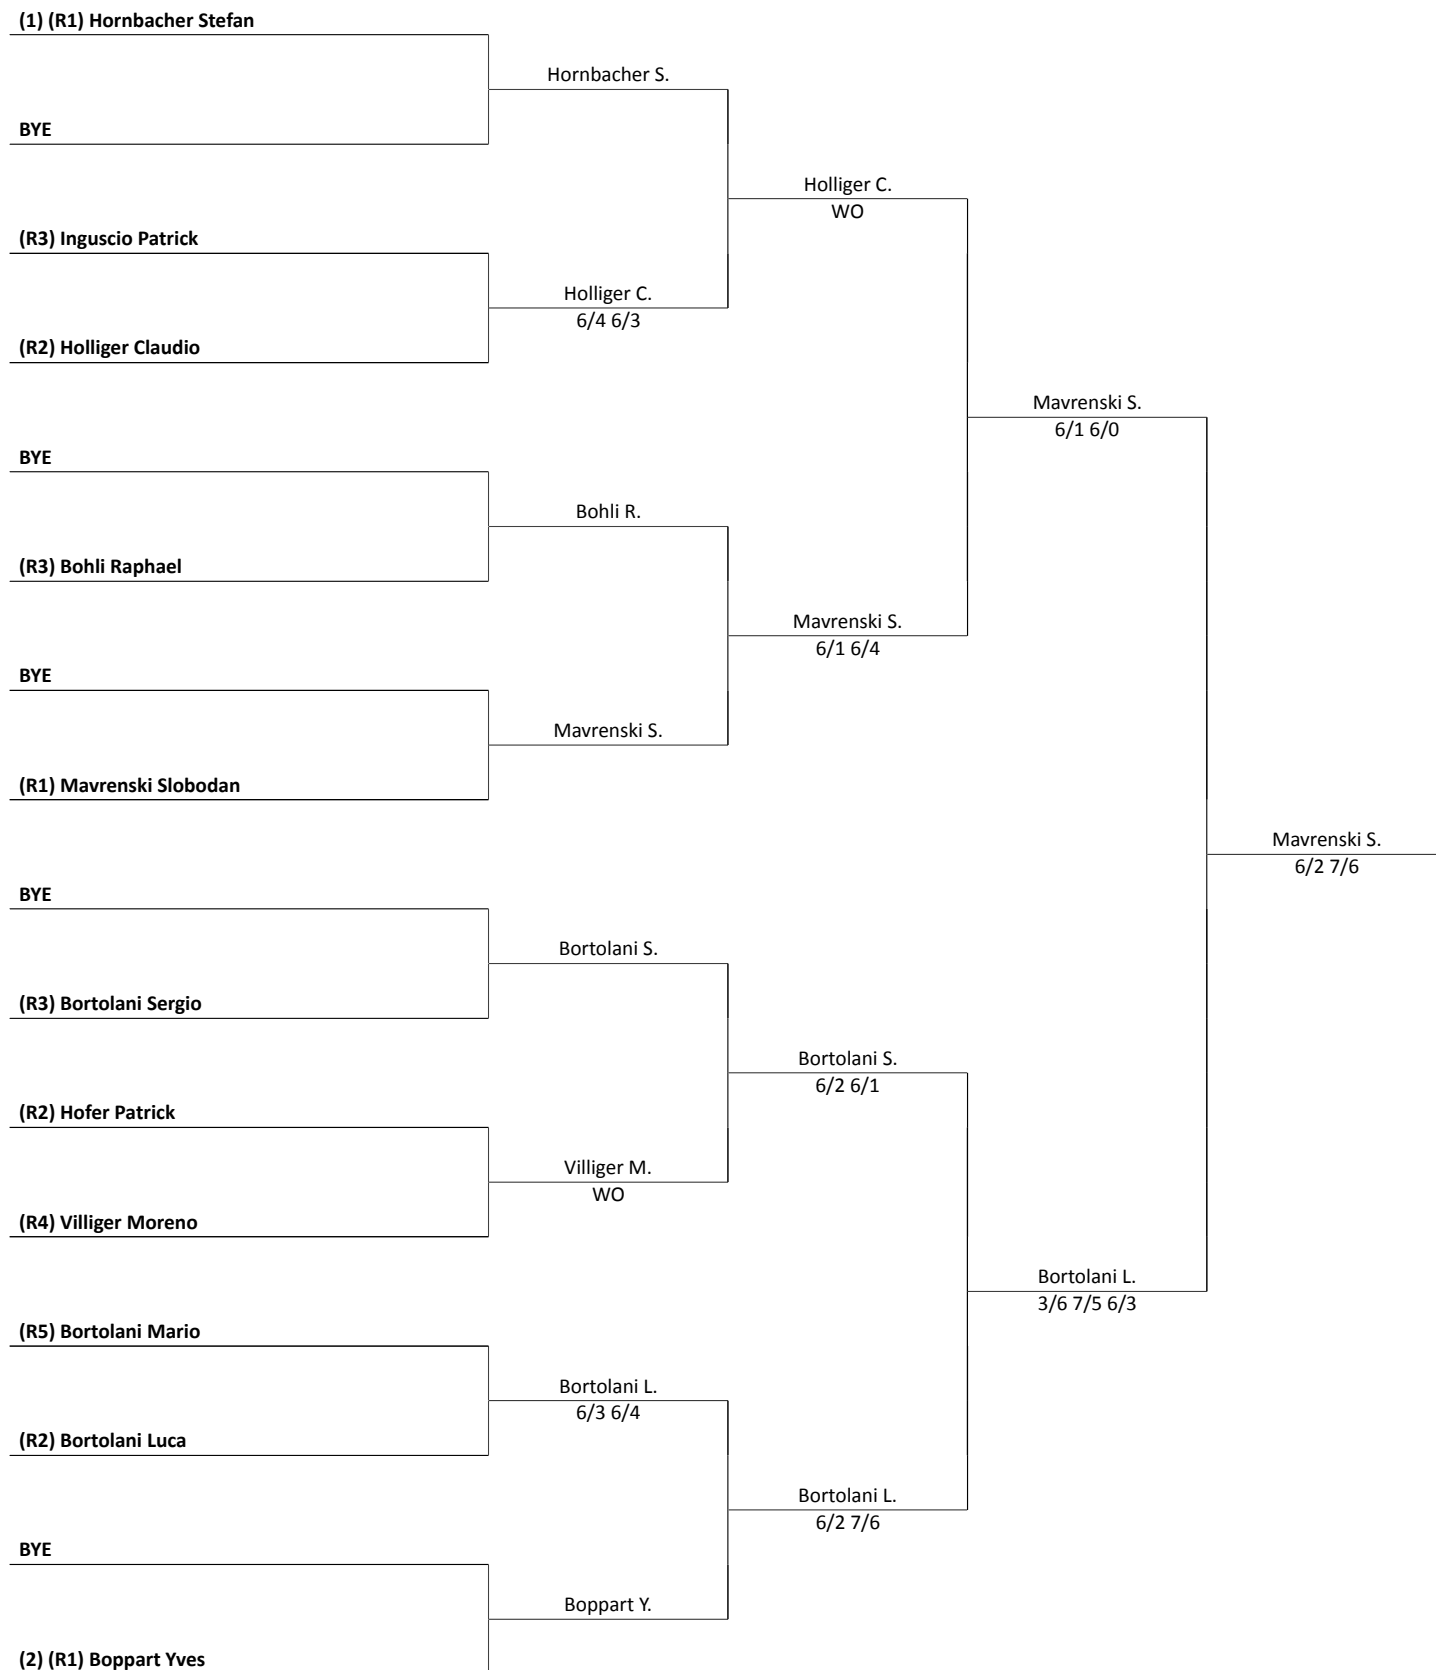 (1) (R1) Hornbacher Stefan
Hornbacher S.
BYE
Holliger C.
WO
(R3) Inguscio Patrick
Holliger C.
6/4 6/3
(R2) Holliger Claudio
Mavrenski S.
6/1 6/0
BYE
Bohli R.
(R3) Bohli Raphael
Mavrenski S.
6/1 6/4
BYE
Mavrenski S.
(R1) Mavrenski Slobodan
Mavrenski S.
6/2 7/6
BYE
Bortolani S.
(R3) Bortolani Sergio
Bortolani S.
6/2 6/1
(R2) Hofer Patrick
Villiger M.
WO
(R4) Villiger Moreno
Bortolani L.
3/6 7/5 6/3
(R5) Bortolani Mario
Bortolani L.
6/3 6/4
(R2) Bortolani Luca
Bortolani L.
6/2 7/6
BYE
Boppart Y.
(2) (R1) Boppart Yves